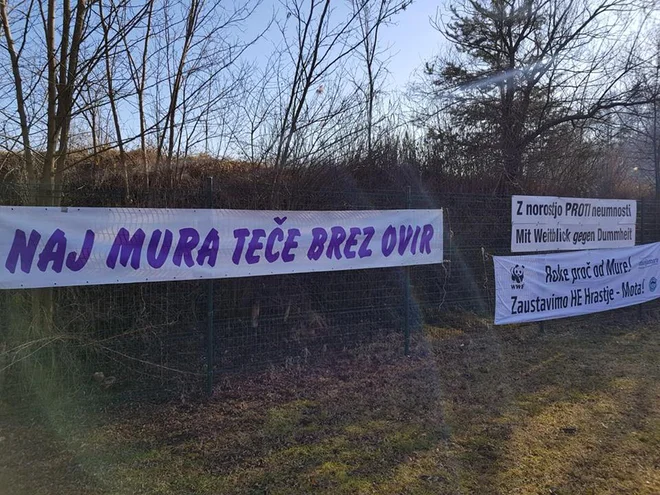 NAJ MURA TEČE BREZ OVIR
Z norostjo PROTI neumnosti
Mit Weitblick gegen Dummheit
WWF
Roke proč od Mure!
Zaustavimo HE Hrastje - Mota!